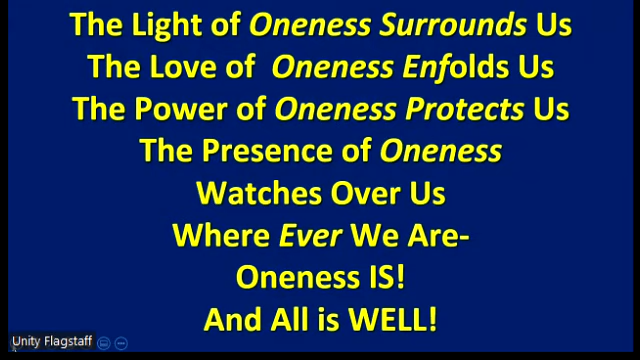 The Light of Oneness Surrounds Us
The Love of Oneness Enfolds Us
The Power of Oneness Protects Us
The Presence of Oneness
Watches Over Us
Where Ever We Are-
Oneness IS!
And All is WELL!
Unity Flagstaff